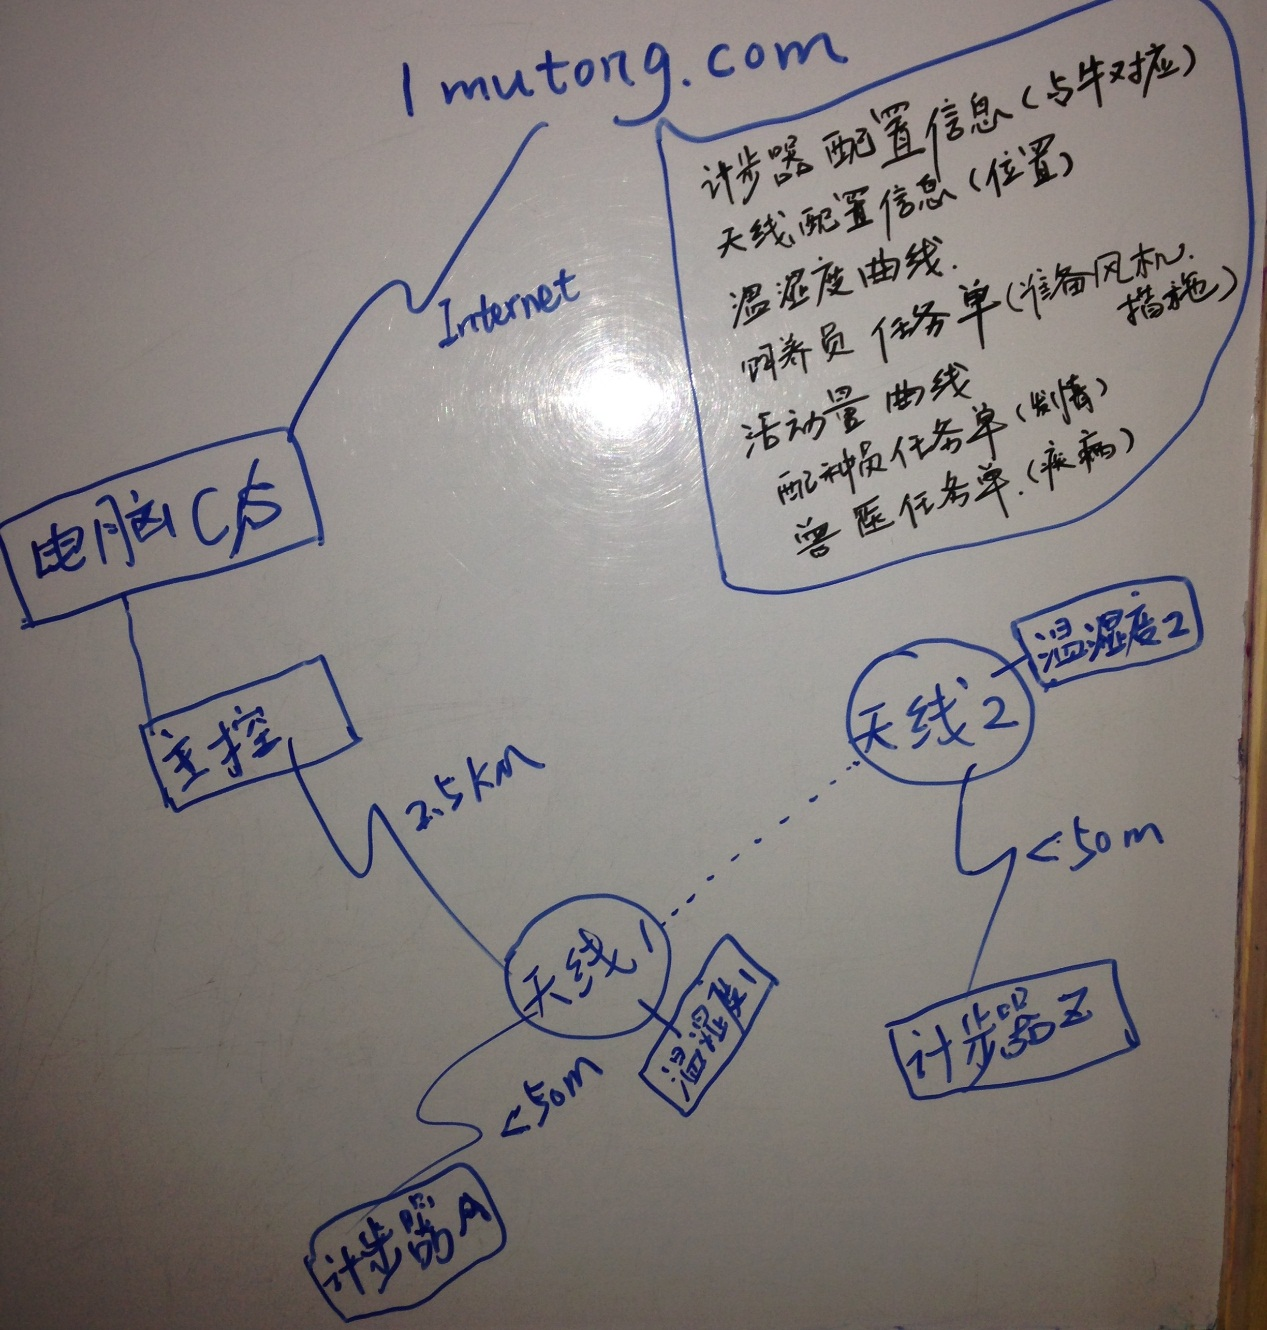 1mutong.com
计步器配置信息(与牛对应)
天线配置信息(位置)
温湿度曲线.
饲养员任务单(准备风机.
措施)
活动量曲线
配种员任务单(发情)
兽医任务单.(疾病)
Internet
电脑C/S
主控
2.5km
天线2
温湿度2
<50m
计步器Z
天线1
温湿度1
<50m
计步器A